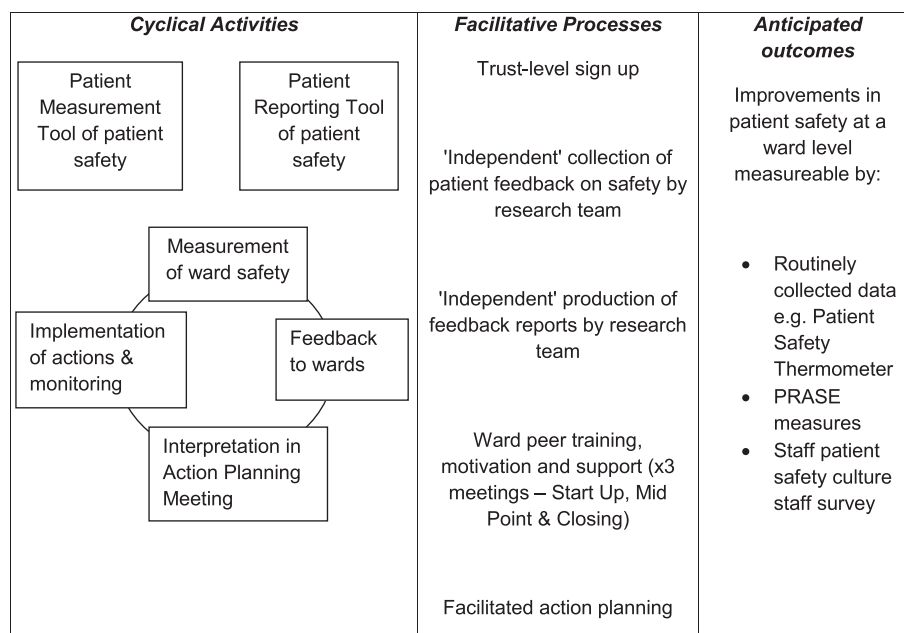 Cyclical Activities
Patient
Measurement
Tool of patient
safety
Patient
Reporting Tool
of patient
safety
Measurement
of ward safety
Implementation
of actions &
monitoring
Feedback
to wards
Interpretation in
Action Planning
Meeting
Facilitative Processes
Trust-level sign up
'Independent' collection of
patient feedback on safety by
research team
'Independent' production of
feedback reports by research
team
Ward peer training,
motivation and support (x3
meetings – Start Up, Mid
Point & Closing)
Facilitated action planning
Anticipated
outcomes
Improvements in
patient safety at a
ward level
measureable by:
• Routinely
collected data
e.g. Patient
Safety
Thermometer
• PRASE
measures
• Staff patient
safety culture
staff survey